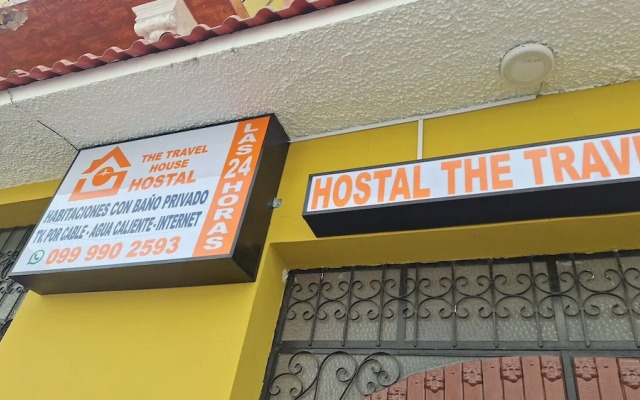 THE TRAVEL
HOUSE
HOSTAL
HABITACIONES CON BAÑO PRIVADO
TV. POR CABLE - AGUA CALIENTE - INTERNET
099 990 2593
LAS 24 HORAS
HOSTAL THE TRAVE